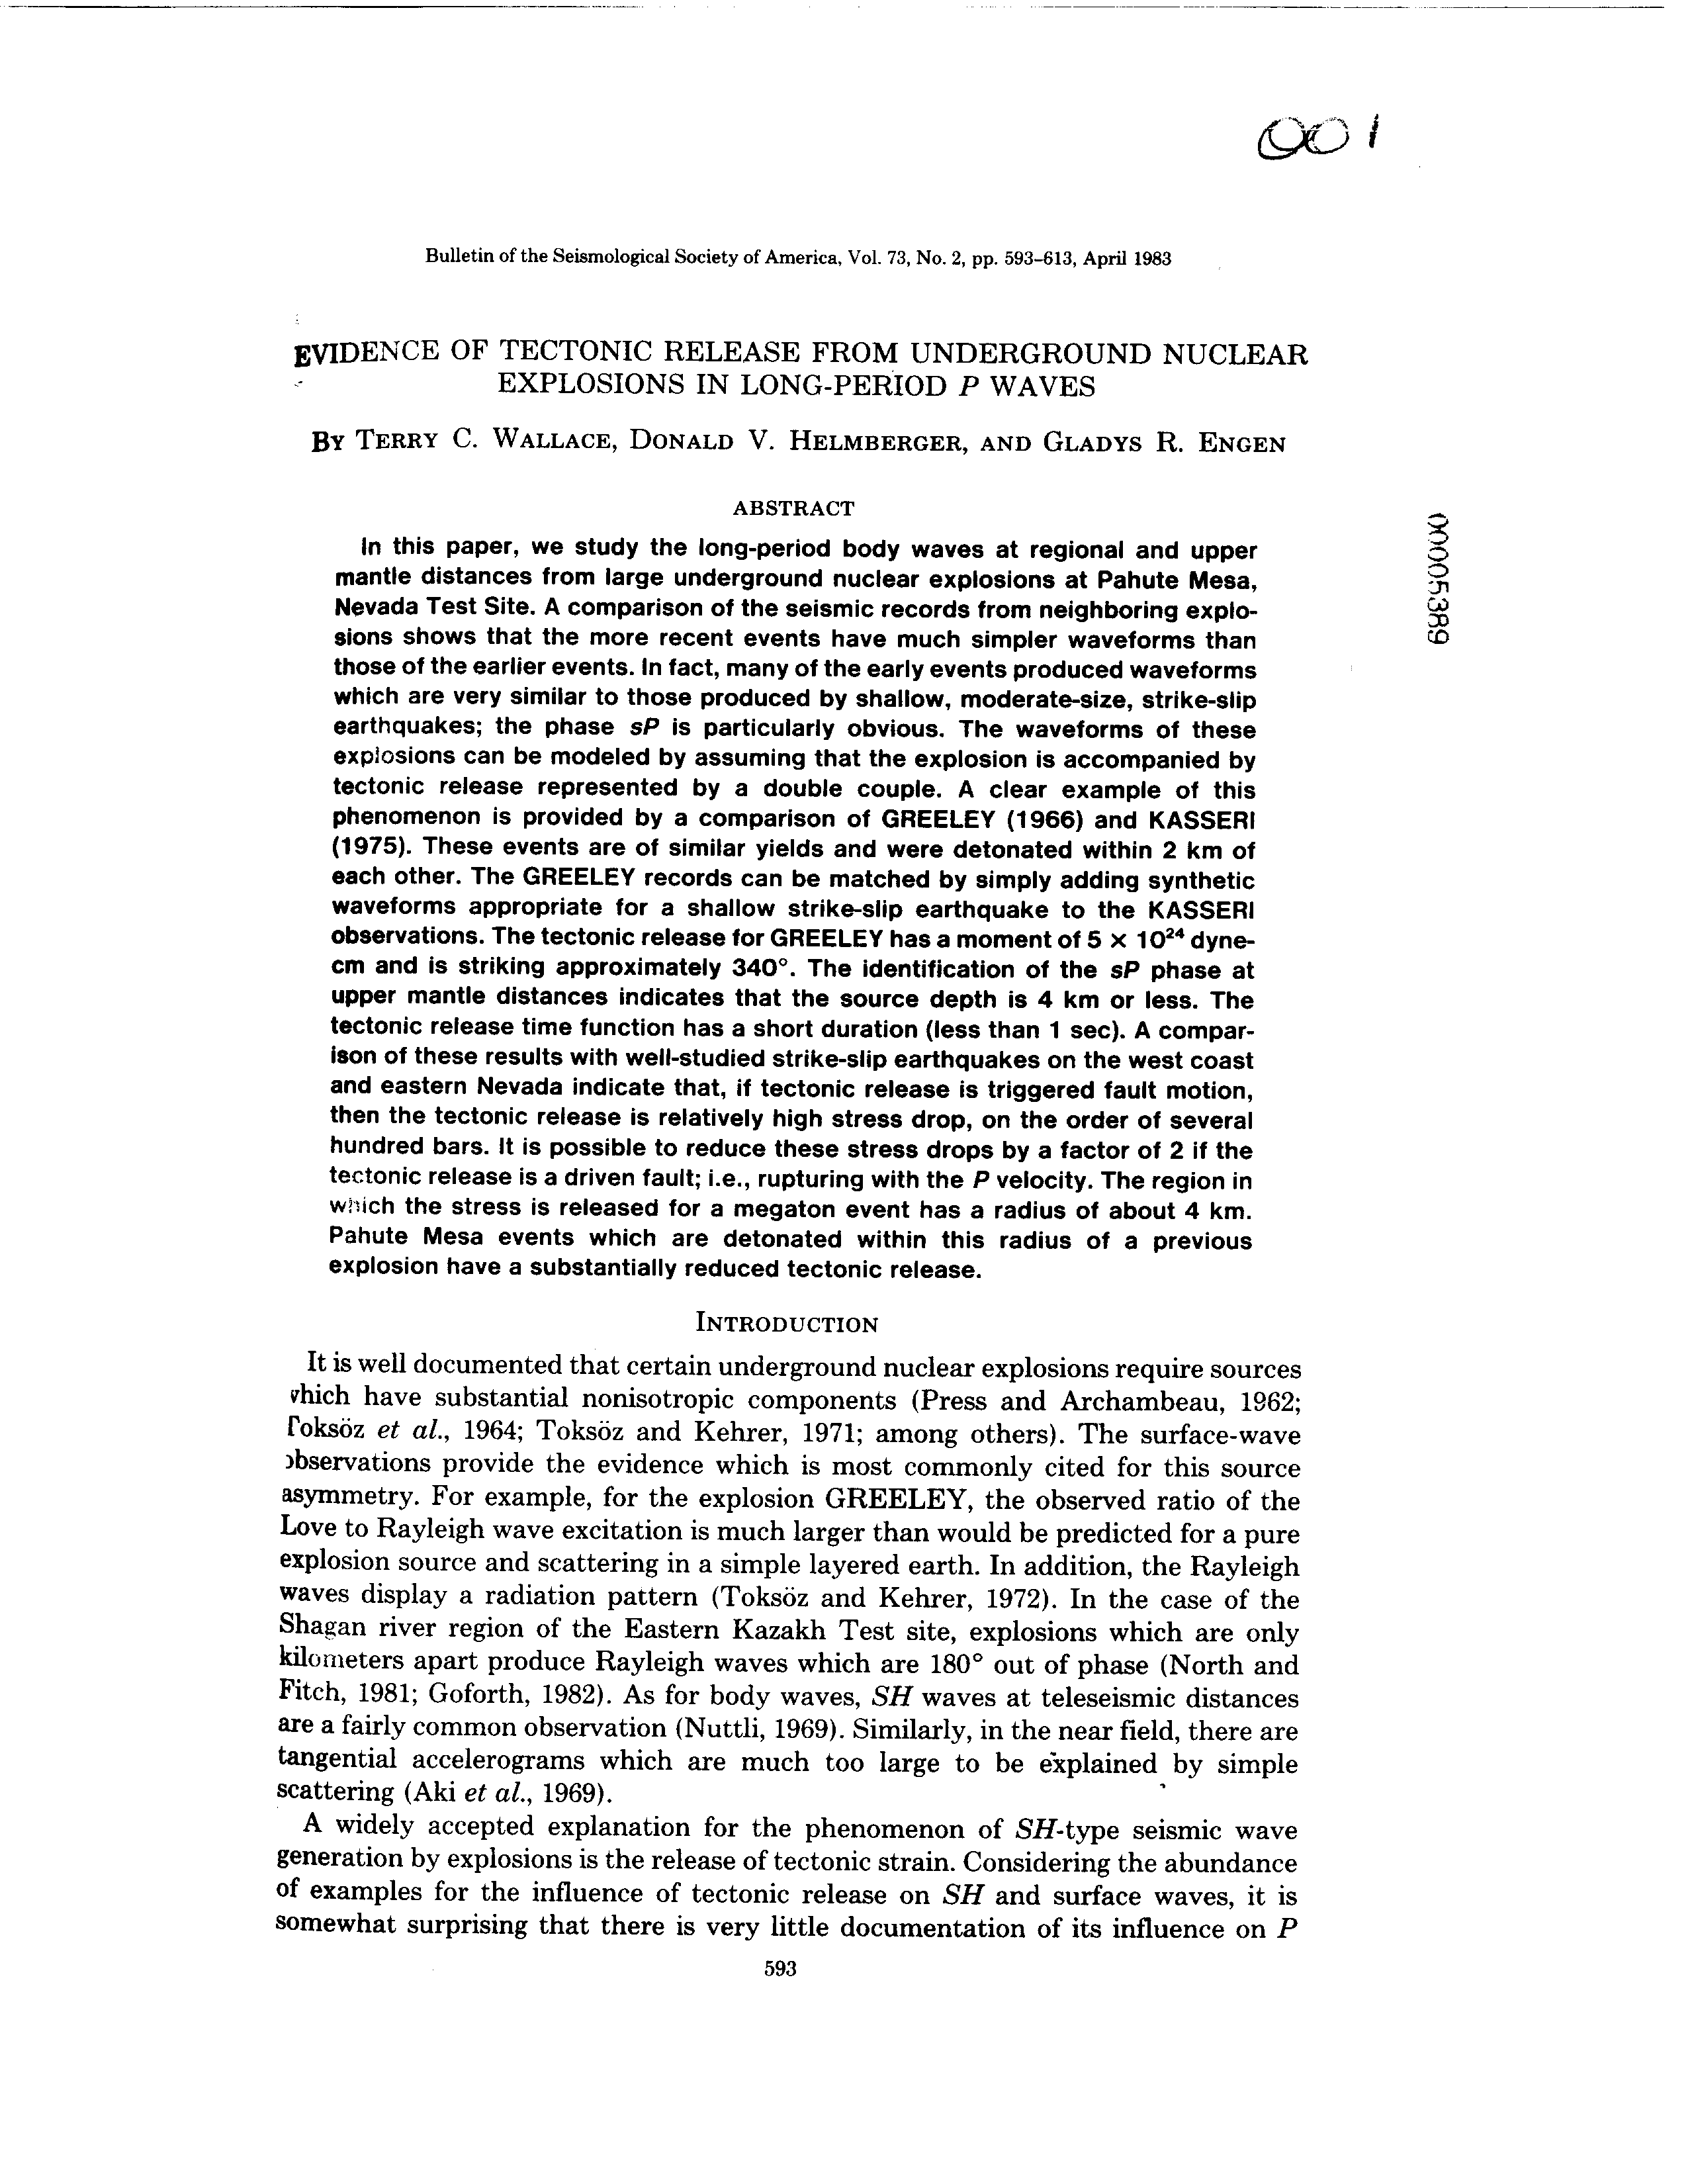 001
Bulletin of the Seismological Society of America, Vol. 73, No. 2, pp. 593–613, April 1983
EVIDENCE OF TECTONIC RELEASE FROM UNDERGROUND NUCLEAR
EXPLOSIONS IN LONG-PERIOD P WAVES
BY TERRY C. WALLACE, DONALD V. HELMBERGER, AND GLADYS R. ENGEN
ABSTRACT
In this paper, we study the long-period body waves at regional and upper
mantle distances from large underground nuclear explosions at Pahute Mesa,
Nevada Test Site. A comparison of the seismic records from neighboring explo-
sions shows that the more recent events have much simpler waveforms than
those of the earlier events. In fact, many of the early events produced waveforms
which are very similar to those produced by shallow, moderate-size, strike-slip
earthquakes; the phase sP is particularly obvious. The waveforms of these
explosions can be modeled by assuming that the explosion is accompanied by
tectonic release represented by a double couple. A clear example of this
phenomenon is provided by a comparison of GREELEY (1966) and KASSERI
(1975). These events are of similar yields and were detonated within 2 km of
each other. The GREELEY records can be matched by simply adding synthetic
waveforms appropriate for a shallow strike-slip earthquake to the KASSERI
observations. The tectonic release for GREELEY has a moment of 5 × 10²⁴ dyne-
cm and is striking approximately 340°. The identification of the sP phase at
upper mantle distances indicates that the source depth is 4 km or less. The
tectonic release time function has a short duration (less than 1 sec). A compar-
ison of these results with well-studied strike-slip earthquakes on the west coast
and eastern Nevada indicate that, if tectonic release is triggered fault motion,
then the tectonic release is relatively high stress drop, on the order of several
hundred bars. It is possible to reduce these stress drops by a factor of 2 if the
tectonic release is a driven fault; i.e., rupturing with the P velocity. The region in
which the stress is released for a megaton event has a radius of about 4 km.
Pahute Mesa events which are detonated within this radius of a previous
explosion have a substantially reduced tectonic release.
00005389
INTRODUCTION
It is well documented that certain underground nuclear explosions require sources
which have substantial nonisotropic components (Press and Archambeau, 1962;
Toksöz et al., 1964; Toksöz and Kehrer, 1971; among others). The surface-wave
observations provide the evidence which is most commonly cited for this source
asymmetry. For example, for the explosion GREELEY, the observed ratio of the
Love to Rayleigh wave excitation is much larger than would be predicted for a pure
explosion source and scattering in a simple layered earth. In addition, the Rayleigh
waves display a radiation pattern (Toksöz and Kehrer, 1972). In the case of the
Shagan river region of the Eastern Kazakh Test site, explosions which are only
kilometers apart produce Rayleigh waves which are 180° out of phase (North and
Fitch, 1981; Goforth, 1982). As for body waves, SH waves at teleseismic distances
are a fairly common observation (Nuttli, 1969). Similarly, in the near field, there are
tangential accelerograms which are much too large to be explained by simple
scattering (Aki et al., 1969).
A widely accepted explanation for the phenomenon of SH-type seismic wave
generation by explosions is the release of tectonic strain. Considering the abundance
of examples for the influence of tectonic release on SH and surface waves, it is
somewhat surprising that there is very little documentation of its influence on P
593